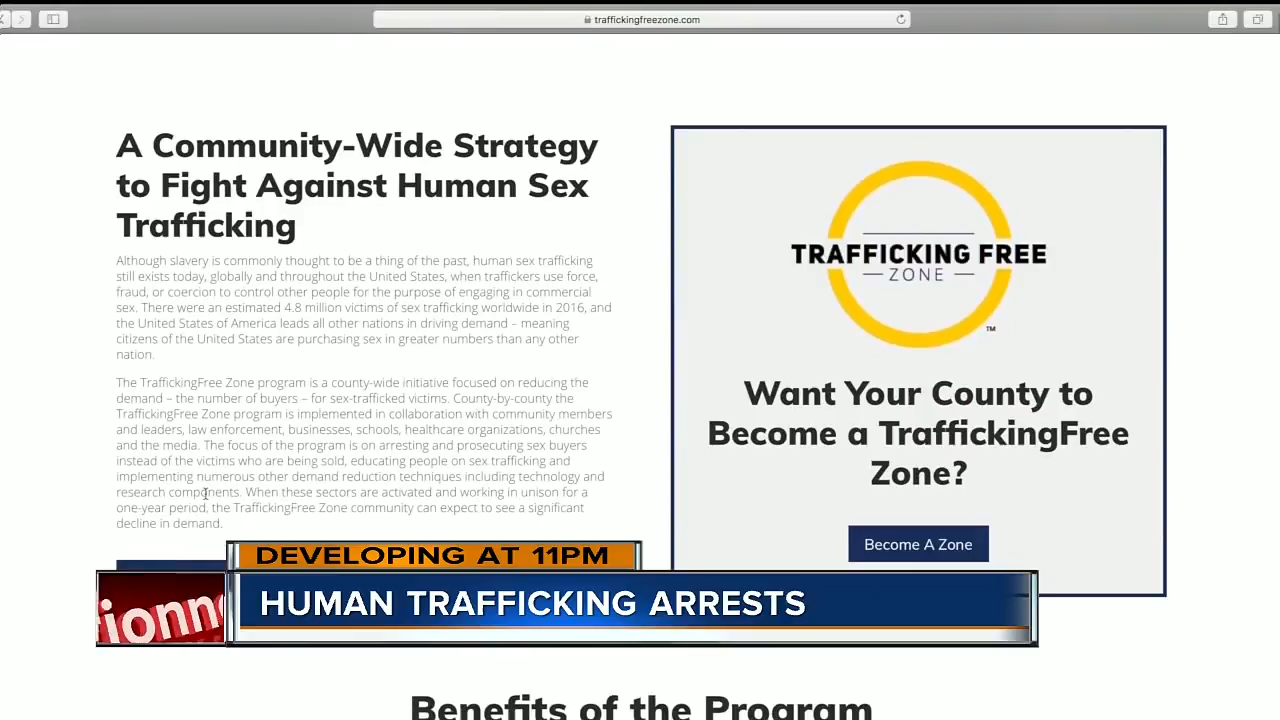 traffickingfreezone.com
A Community-Wide Strategy
to Fight Against Human Sex
Trafficking
Although slavery is commonly thought to be a thing of the past, human sex trafficking
still exists today, globally and throughout the United States, when traffickers use force,
fraud, or coercion to control other people for the purpose of engaging in commercial
sex. There were an estimated 4.8 million victims of sex trafficking worldwide in 2016, and
the United States of America leads all other nations in driving demand – meaning
citizens of the United States are purchasing sex in greater numbers than any other
nation.
The TraffickingFree Zone program is a county-wide initiative focused on reducing the
demand – the number of buyers – for sex-trafficked victims. County-by-county the
TraffickingFree Zone program is implemented in collaboration with community members
and leaders, law enforcement, businesses, schools, healthcare organizations, churches
and the media. The focus of the program is on arresting and prosecuting sex buyers
instead of the victims who are being sold, educating people on sex trafficking and
implementing numerous other demand reduction techniques including technology and
research components. When these sectors are activated and working in unison for a
one-year period, the TraffickingFree Zone community can expect to see a significant
decline in demand.
TRAFFICKING FREE
ZONE
™
Want Your County to
Become a TraffickingFree
Zone?
Become A Zone
DEVELOPING AT 11PM
ionn
HUMAN TRAFFICKING ARRESTS
Benefits of the Program